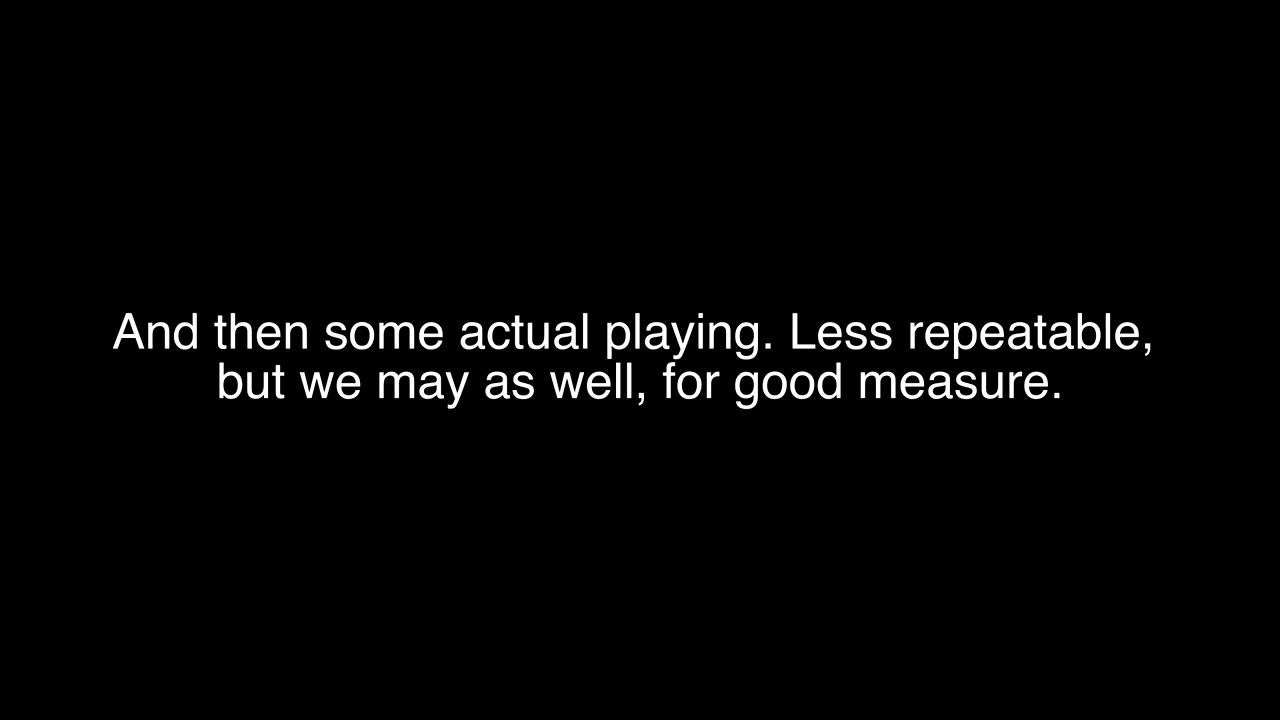 And then some actual playing. Less repeatable,
but we may as well, for good measure.